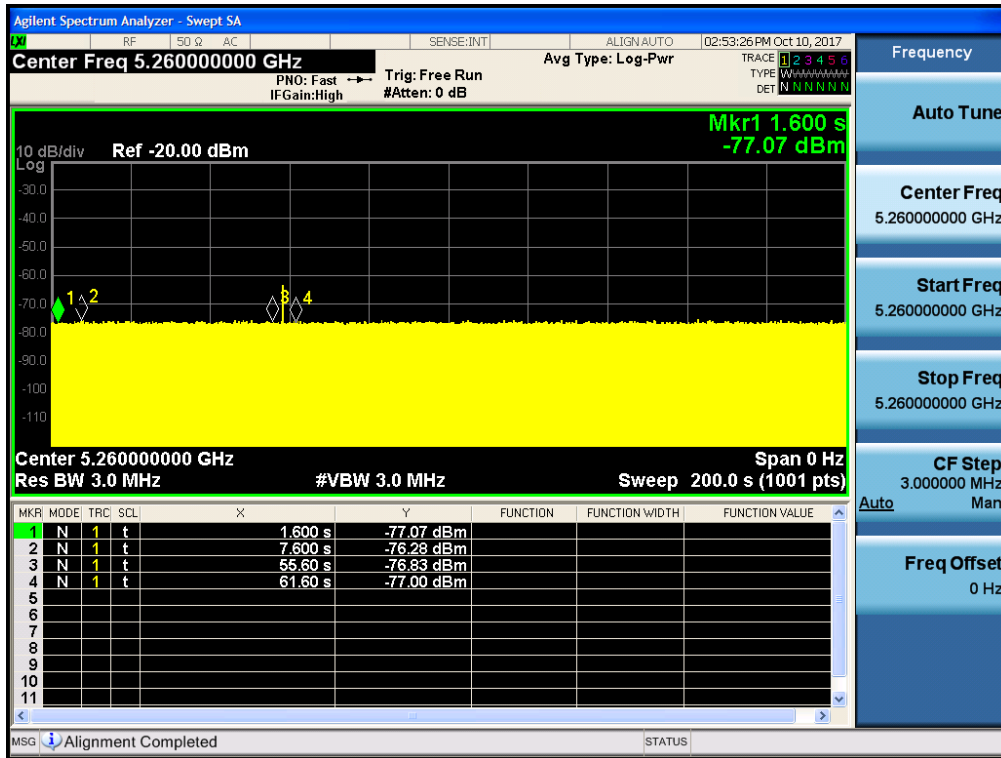 Agilent Spectrum Analyzer - Swept SA
LXI RF 50 Ω AC SENSE:INT ALIGN AUTO 02:53:26 PM Oct 10, 2017
Center Freq 5.260000000 GHz
PNO: Fast
IFGain:High
Trig: Free Run
#Atten: 0 dB
Avg Type: Log-Pwr
TRACE 1 2 3 4 5 6
TYPE W
DET N N N N N N
Mkr1 1.600 s
-77.07 dBm
10 dB/div Ref -20.00 dBm
Log
-30.0
-40.0
-50.0
-60.0
-70.0
-80.0
-90.0
-100
-110
1 2 3 4
Center 5.260000000 GHz Span 0 Hz
Res BW 3.0 MHz #VBW 3.0 MHz Sweep 200.0 s (1001 pts)
MKR MODE TRC SCL X Y FUNCTION FUNCTION WIDTH FUNCTION VALUE
1 N 1 t 1.600 s -77.07 dBm
2 N 1 t 7.600 s -76.28 dBm
3 N 1 t 55.60 s -76.83 dBm
4 N 1 t 61.60 s -77.00 dBm
5
6
7
8
9
10
11
MSG Alignment Completed STATUS
Frequency
Auto Tune
Center Freq
5.260000000 GHz
Start Freq
5.260000000 GHz
Stop Freq
5.260000000 GHz
CF Step
3.000000 MHz
Auto Man
Freq Offset
0 Hz